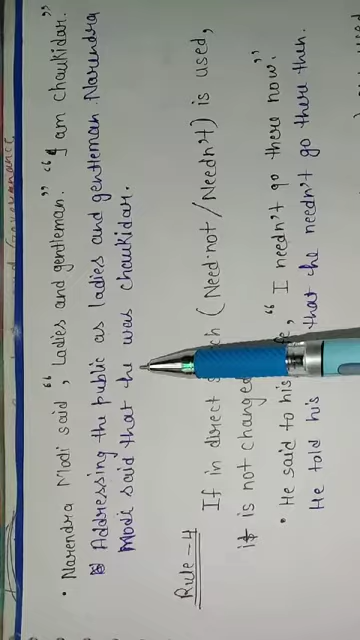 • Narendra Modi said, "Ladies and gentleman." "I am chaukidar."
Addressing the public as ladies and gentleman. Narendra
Modi said that he was chaukidar.
Rule-4 If in direct (Need not/Needn't) is used,
it is not changed
• He said to his "I needn't go there now."
He told his that he needn't go there then.